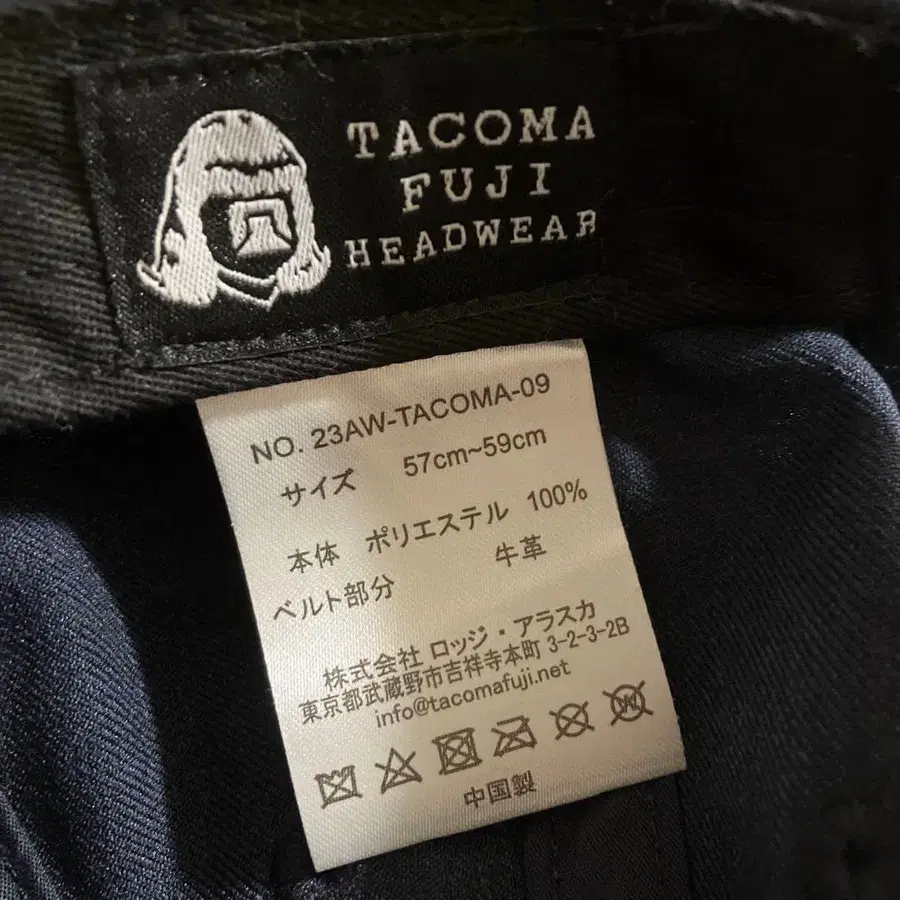 TACOMA
FUJI
HEADWEAR
NO. 23AW-TACOMA-09
サイズ 57cm~59cm
本体 ポリエステル 100%
ベルト部分 牛革
株式会社 ロッジ・アラスカ
東京都武蔵野市吉祥寺本町 3-2-3-2B
info@tacomafuji.net
中国製